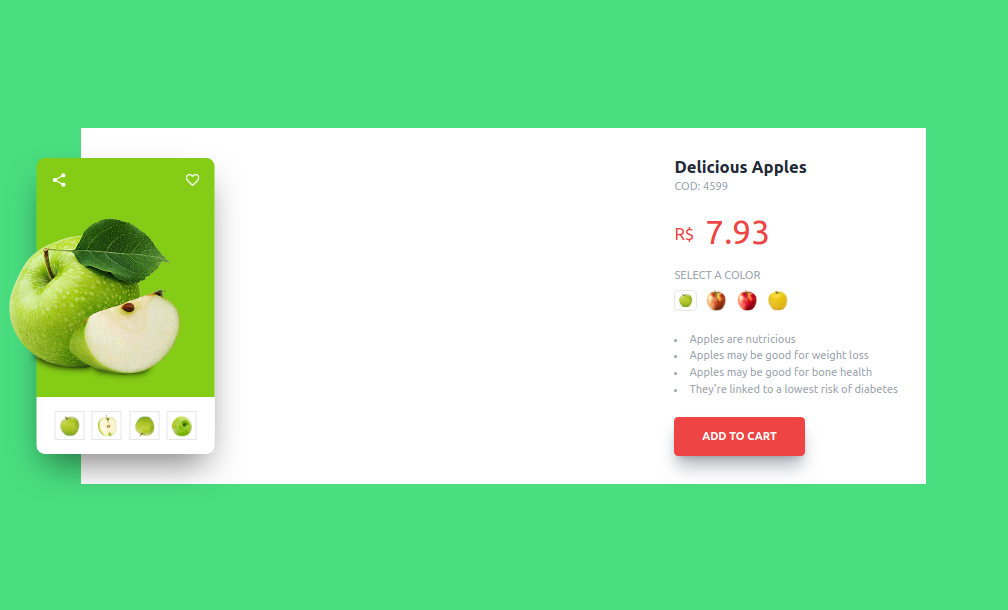 Delicious Apples
COD: 4599
R$ 7.93
SELECT A COLOR
Apples are nutricious
Apples may be good for weight loss
Apples may be good for bone health
They're linked to a lowest risk of diabetes
ADD TO CART